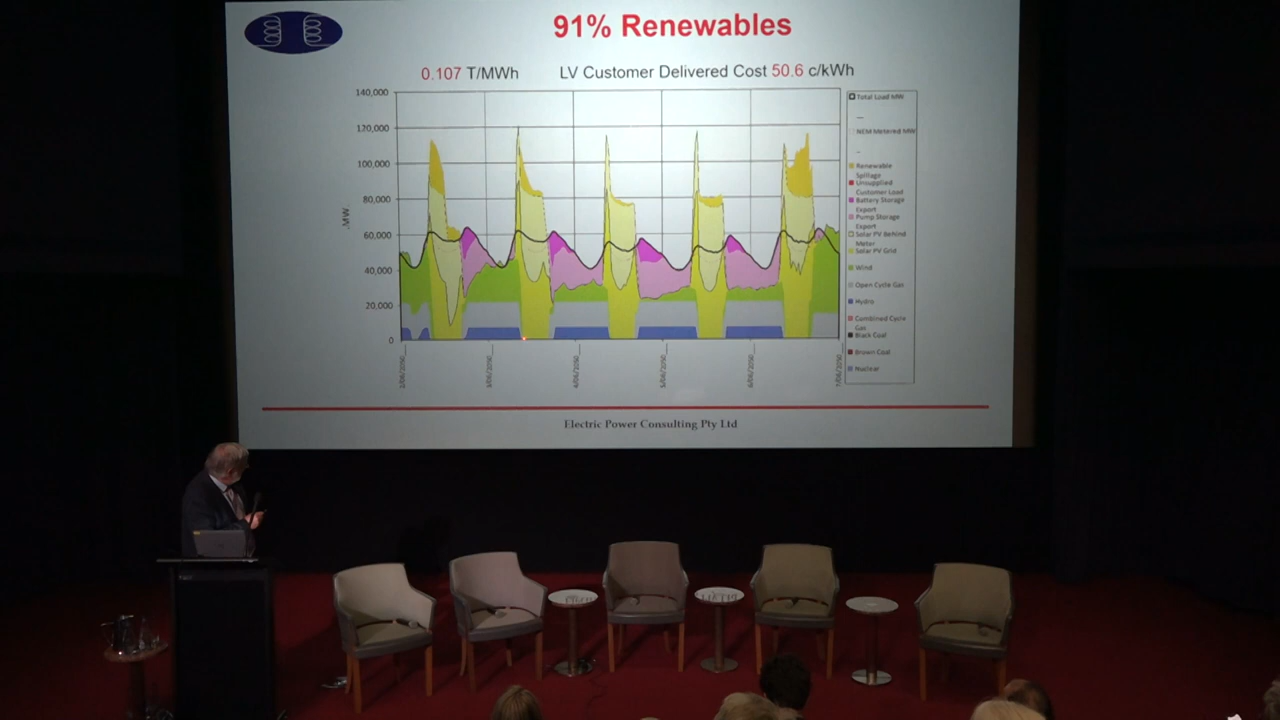 91% Renewables
0.107 T/MWh LV Customer Delivered Cost 50.6 c/kWh
140,000
120,000
100,000
80,000
60,000
40,000
20,000
0
MW
Total Load MW
NEM Metered MW
Renewable
Spillage
Unsupplied
Customer Load
Battery Storage
Export
Pump Storage
Export
Solar PV Behind
Meter
Solar PV Grid
Wind
Open Cycle Gas
Hydro
Combined Cycle
Gas
Black Coal
Brown Coal
Nuclear
Electric Power Consulting Pty Ltd